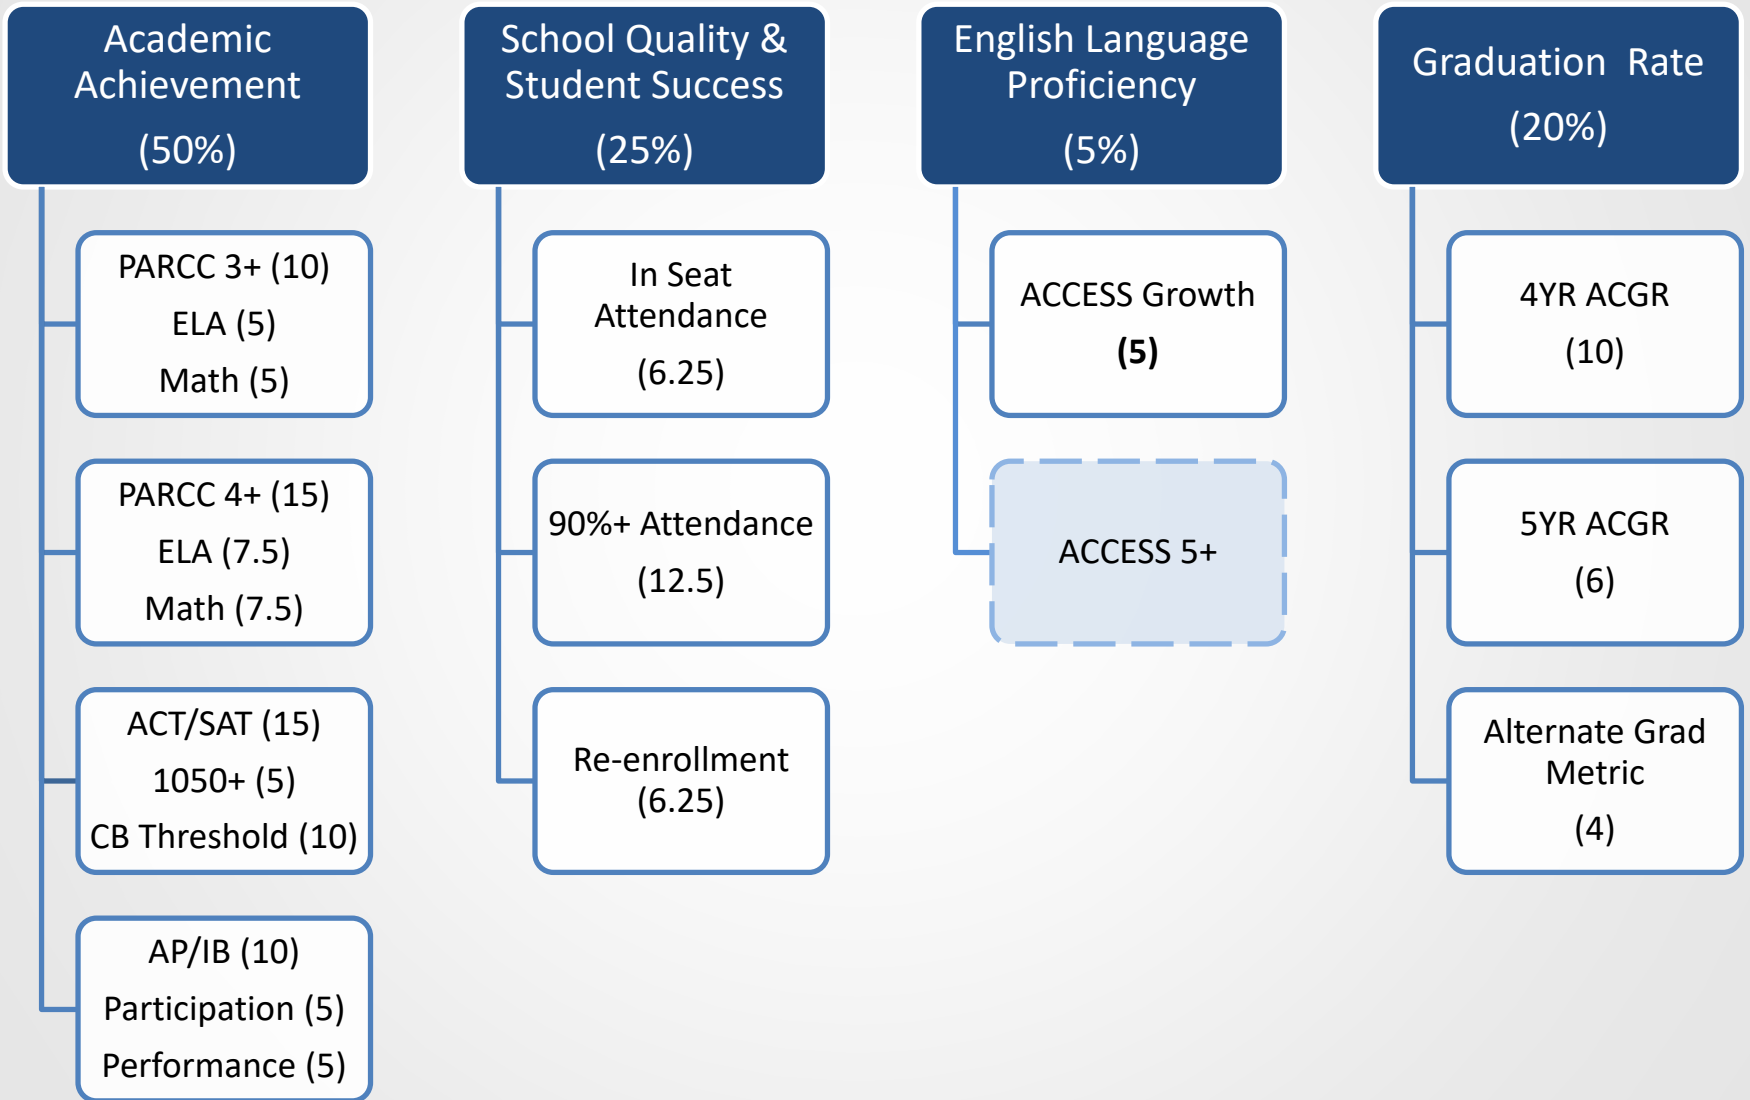 Academic
Achievement
(50%)
PARCC 3+ (10)
ELA (5)
Math (5)
PARCC 4+ (15)
ELA (7.5)
Math (7.5)
ACT/SAT (15)
1050+ (5)
CB Threshold (10)
AP/IB (10)
Participation (5)
Performance (5)
School Quality &
Student Success
(25%)
In Seat
Attendance
(6.25)
90%+ Attendance
(12.5)
Re-enrollment
(6.25)
English Language
Proficiency
(5%)
ACCESS Growth
(5)
ACCESS 5+
Graduation Rate
(20%)
4YR ACGR
(10)
5YR ACGR
(6)
Alternate Grad
Metric
(4)